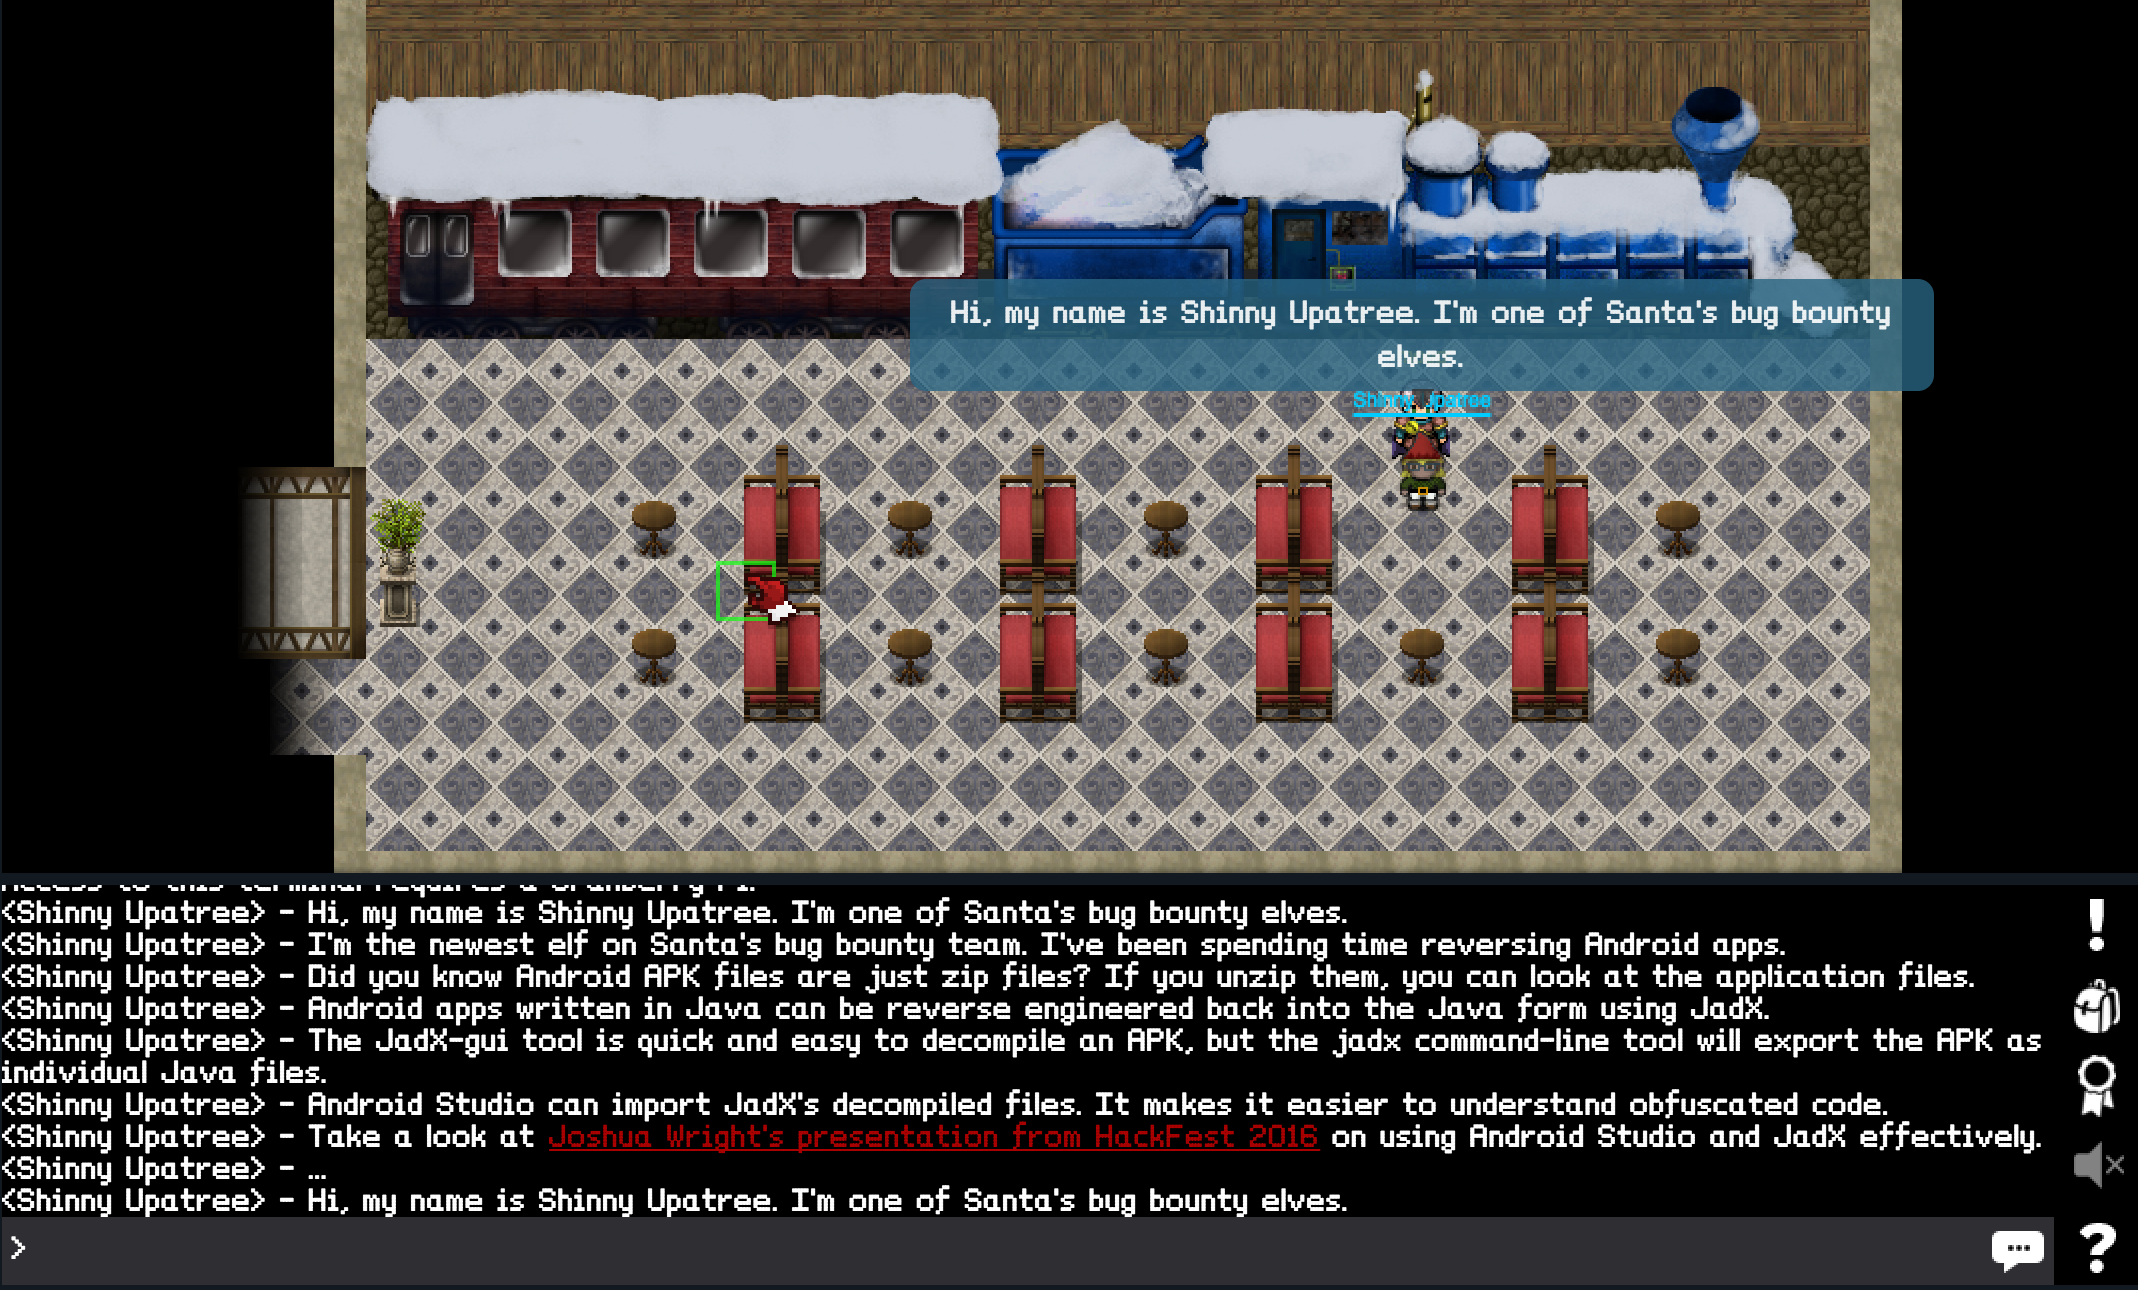 Hi, my name is Shinny Upatree. I'm one of Santa's bug bounty
elves.
Shinny Upatree
Access to this terminal requires a Cranberry Pi.
<Shinny Upatree> - Hi, my name is Shinny Upatree. I'm one of Santa's bug bounty elves.
<Shinny Upatree> - I'm the newest elf on Santa's bug bounty team. I've been spending time reversing Android apps.
<Shinny Upatree> - Did you know Android APK files are just zip files? If you unzip them, you can look at the application files.
<Shinny Upatree> - Android apps written in Java can be reverse engineered back into the Java form using JadX.
<Shinny Upatree> - The JadX-gui tool is quick and easy to decompile an APK, but the jadx command-line tool will export the APK as
individual Java files.
<Shinny Upatree> - Android Studio can import JadX's decompiled files. It makes it easier to understand obfuscated code.
<Shinny Upatree> - Take a look at Joshua Wright's presentation from HackFest 2016 on using Android Studio and JadX effectively.
<Shinny Upatree> - ...
<Shinny Upatree> - Hi, my name is Shinny Upatree. I'm one of Santa's bug bounty elves.
>